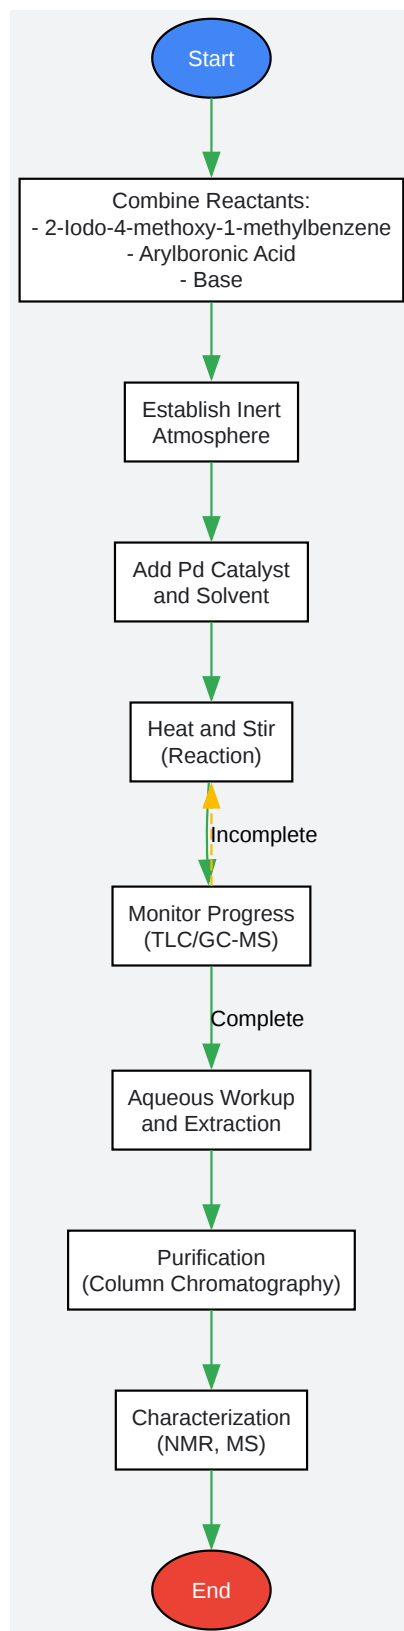 Start
Combine Reactants:
- 2-Iodo-4-methoxy-1-methylbenzene
- Arylboronic Acid
- Base
Establish Inert
Atmosphere
Add Pd Catalyst
and Solvent
Heat and Stir
(Reaction)
Incomplete
Monitor Progress
(TLC/GC-MS)
Complete
Aqueous Workup
and Extraction
Purification
(Column Chromatography)
Characterization
(NMR, MS)
End